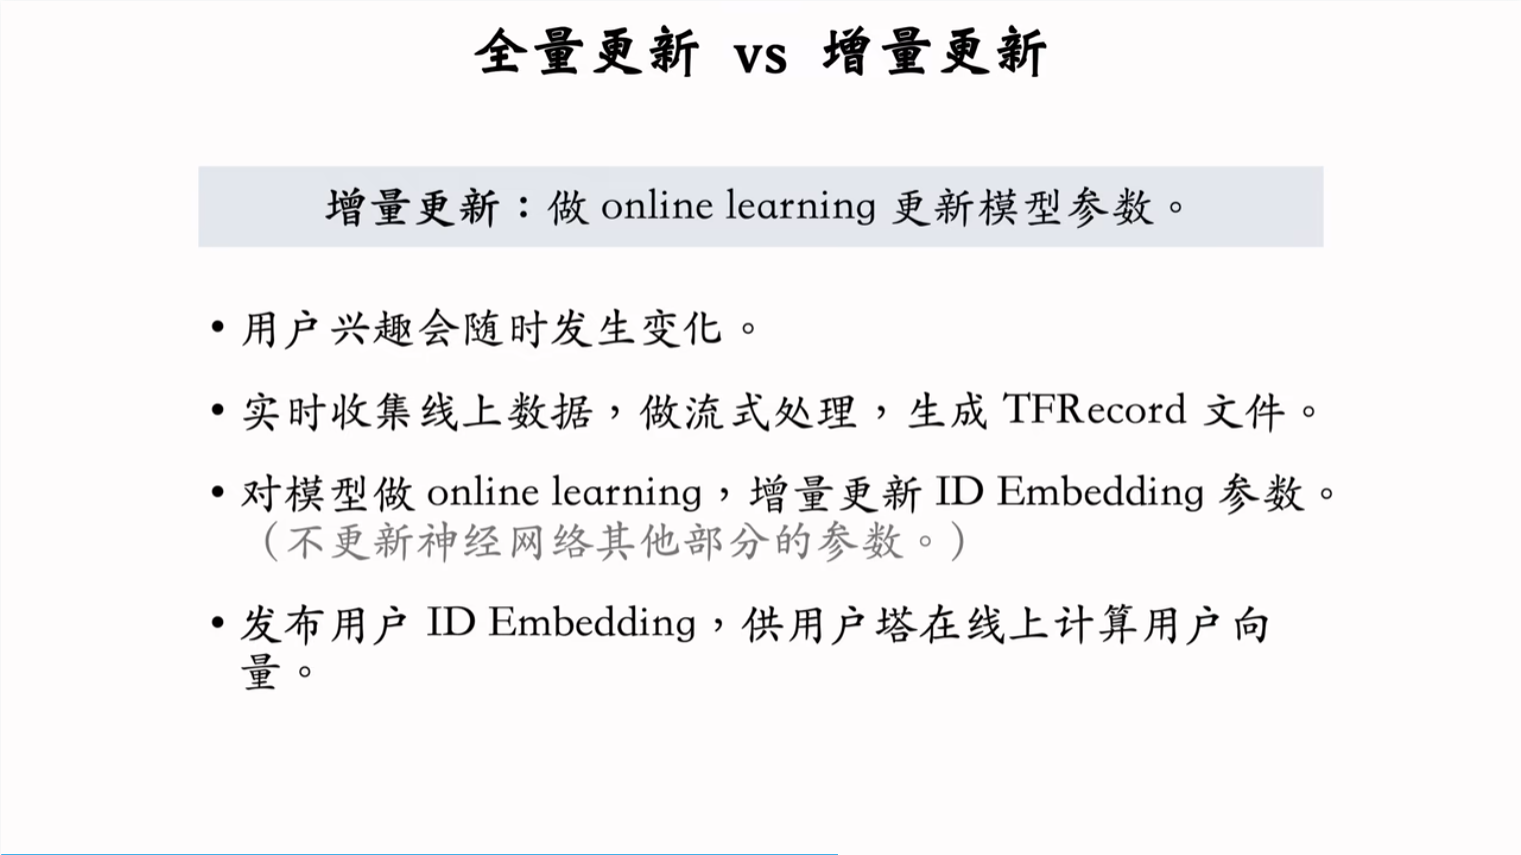 全量更新 vs 增量更新
增量更新：做 online learning 更新模型参数。
• 用户兴趣会随时发生变化。
• 实时收集线上数据，做流式处理，生成 TFRecord 文件。
• 对模型做 online learning，增量更新 ID Embedding 参数。
（不更新神经网络其他部分的参数。）
• 发布用户 ID Embedding，供用户塔在线上计算用户向
量。